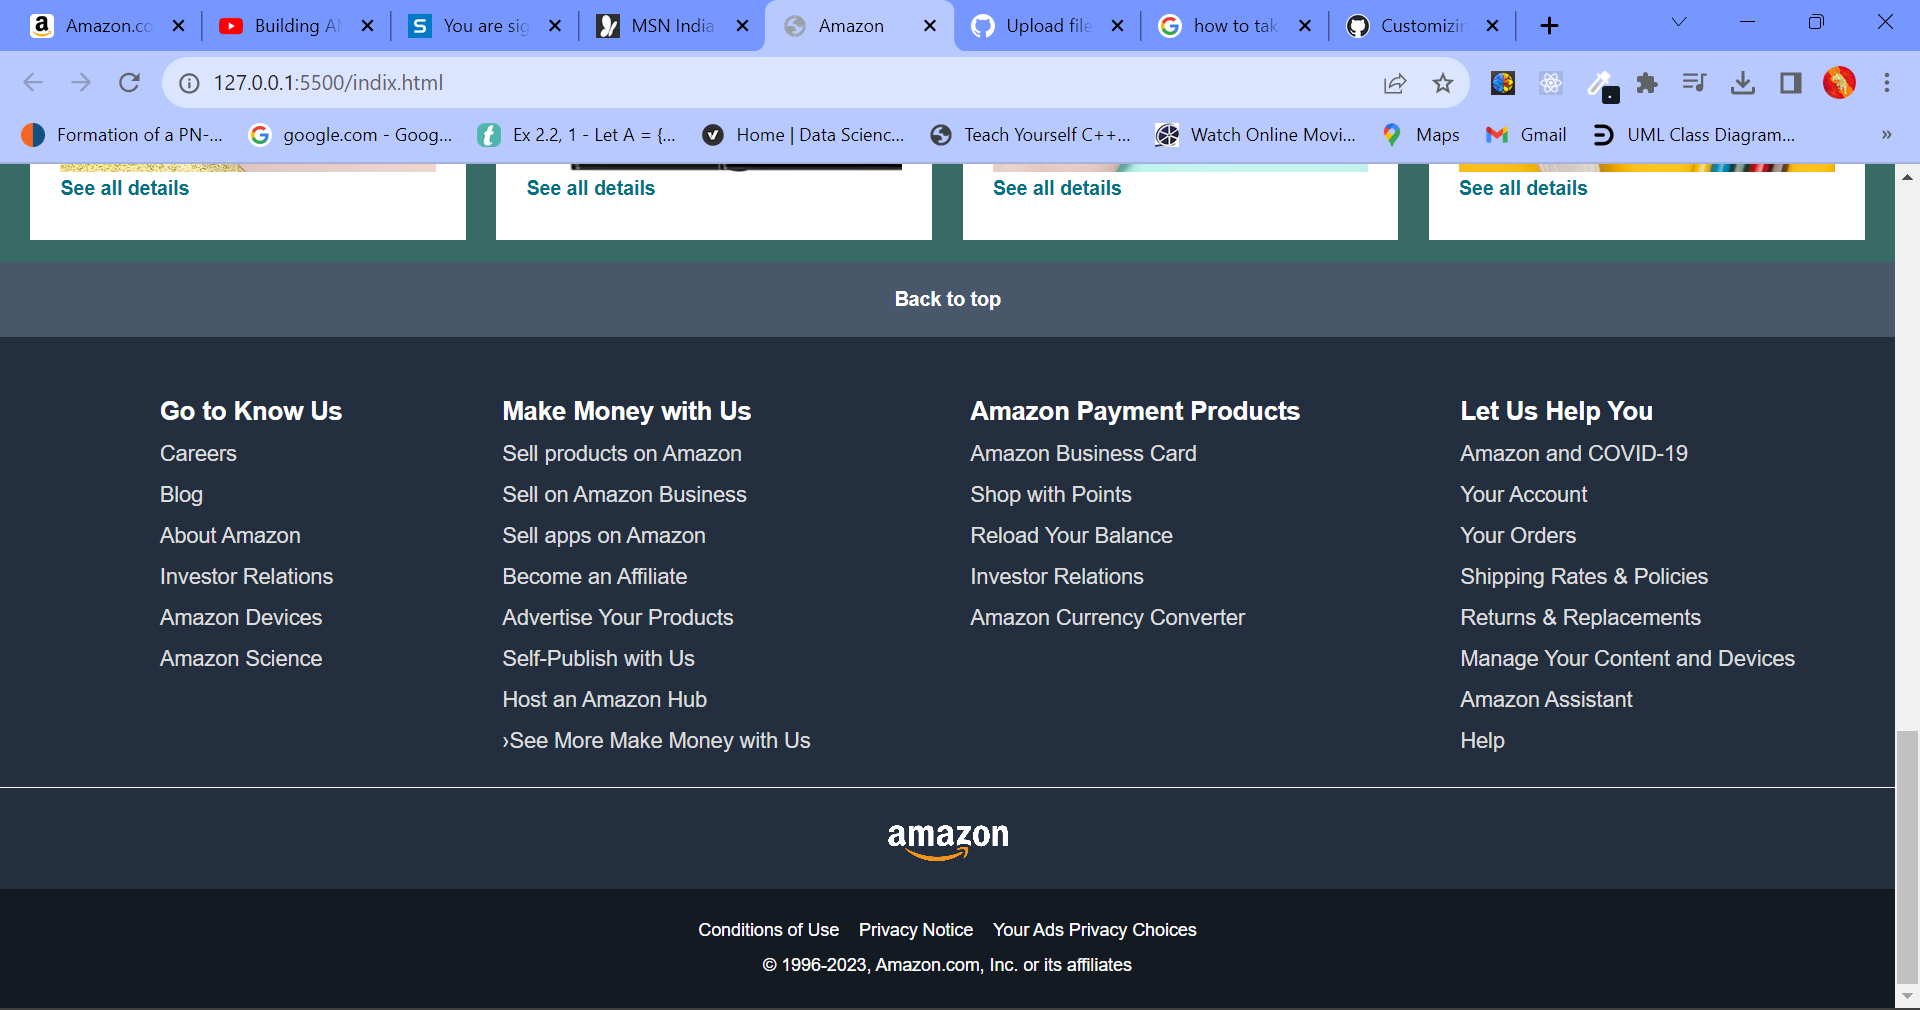 Amazon.co
Building A
You are sig
MSN India
Amazon
Upload file
how to tak
Customizin
127.0.0.1:5500/indix.html
Formation of a PN-...
google.com - Goog...
Ex 2.2, 1 - Let A = {...
Home | Data Scienc...
Teach Yourself C++...
Watch Online Movi...
Maps
Gmail
UML Class Diagram...
»
See all details
See all details
See all details
See all details
Back to top
Go to Know Us
Careers
Blog
About Amazon
Investor Relations
Amazon Devices
Amazon Science
Make Money with Us
Sell products on Amazon
Sell on Amazon Business
Sell apps on Amazon
Become an Affiliate
Advertise Your Products
Self-Publish with Us
Host an Amazon Hub
›See More Make Money with Us
Amazon Payment Products
Amazon Business Card
Shop with Points
Reload Your Balance
Investor Relations
Amazon Currency Converter
Let Us Help You
Amazon and COVID-19
Your Account
Your Orders
Shipping Rates & Policies
Returns & Replacements
Manage Your Content and Devices
Amazon Assistant
Help
amazon
Conditions of Use Privacy Notice Your Ads Privacy Choices
© 1996-2023, Amazon.com, Inc. or its affiliates